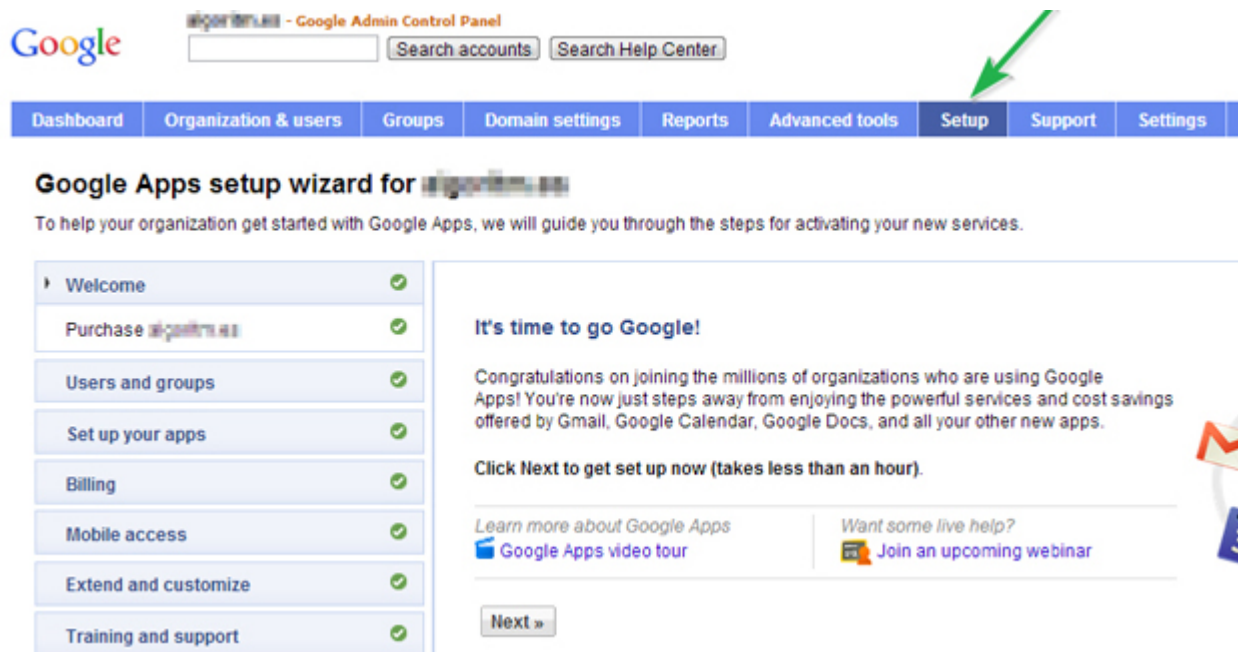 - Google Admin Control Panel
Google
Search accounts Search Help Center
Dashboard Organization & users Groups Domain settings Reports Advanced tools Setup Support Settings
Google Apps setup wizard for
To help your organization get started with Google Apps, we will guide you through the steps for activating your new services.
Welcome
Purchase
Users and groups
Set up your apps
Billing
Mobile access
Extend and customize
Training and support
It's time to go Google!
Congratulations on joining the millions of organizations who are using Google
Apps! You're now just steps away from enjoying the powerful services and cost savings
offered by Gmail, Google Calendar, Google Docs, and all your other new apps.
Click Next to get set up now (takes less than an hour).
Learn more about Google Apps
Google Apps video tour
Want some live help?
Join an upcoming webinar
Next »